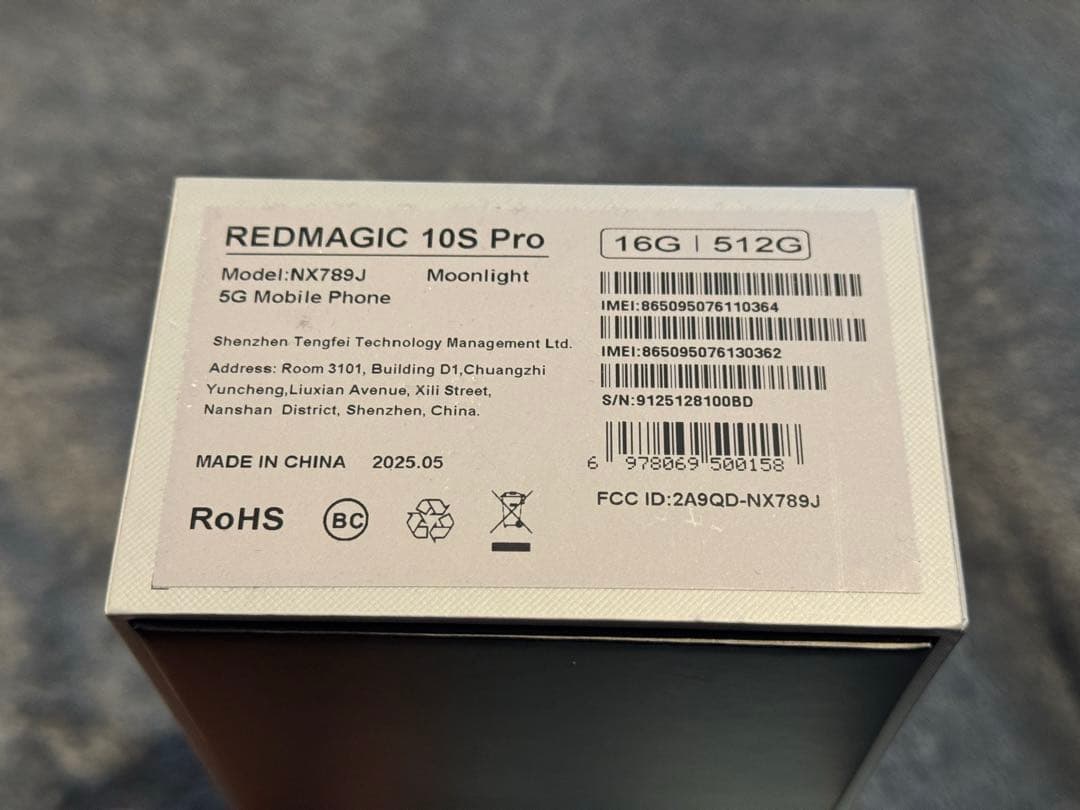 REDMAGIC 10S Pro
Model:NX789J Moonlight
5G Mobile Phone
Shenzhen Tengfei Technology Management Ltd.
Address: Room 3101, Building D1,Chuangzhi
Yuncheng,Liuxian Avenue, Xili Street,
Nanshan District, Shenzhen, China.
MADE IN CHINA 2025.05
RoHS BC
16G | 512G
IMEI:865095076110364
IMEI:865095076130362
S/N:9125128100BD
6 978069 500158
FCC ID:2A9QD-NX789J